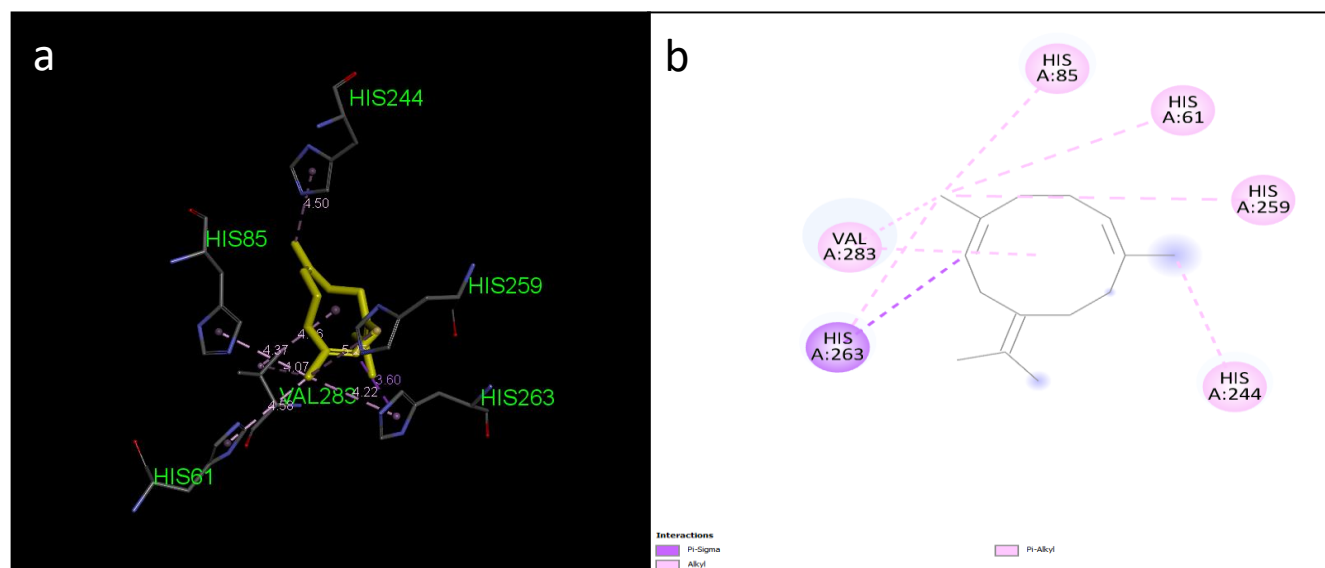 a
HIS244
4.50
HIS85
HIS259
4.37
4.07
3.60
VAL283
4.22
HIS263
4.58
HIS61
b
HIS
A:85
HIS
A:61
HIS
A:259
VAL
A:283
HIS
A:263
HIS
A:244
Interactions
Pi-Sigma
Pi-Alkyl
Alkyl